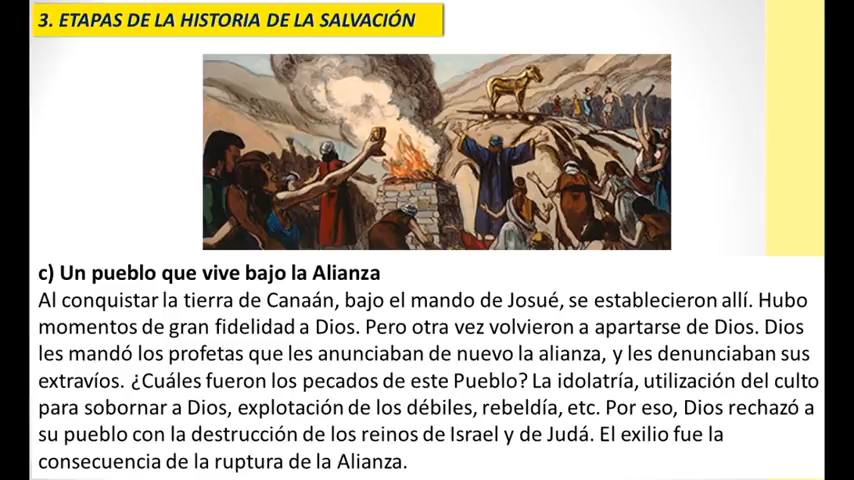 3. ETAPAS DE LA HISTORIA DE LA SALVACIÓN
c) Un pueblo que vive bajo la Alianza
Al conquistar la tierra de Canaán, bajo el mando de Josué, se establecieron allí. Hubo
momentos de gran fidelidad a Dios. Pero otra vez volvieron a apartarse de Dios. Dios
les mandó los profetas que les anunciaban de nuevo la alianza, y les denunciaban sus
extravíos. ¿Cuáles fueron los pecados de este Pueblo? La idolatría, utilización del culto
para sobornar a Dios, explotación de los débiles, rebeldía, etc. Por eso, Dios rechazó a
su pueblo con la destrucción de los reinos de Israel y de Judá. El exilio fue la
consecuencia de la ruptura de la Alianza.